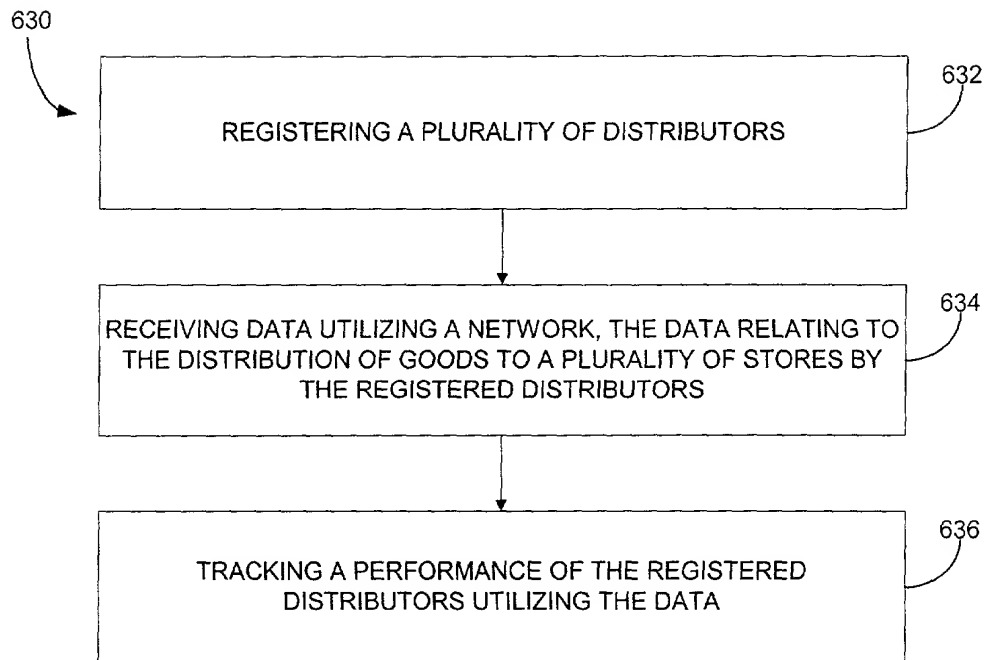 630
632
REGISTERING A PLURALITY OF DISTRIBUTORS
634
RECEIVING DATA UTILIZING A NETWORK, THE DATA RELATING TO
THE DISTRIBUTION OF GOODS TO A PLURALITY OF STORES BY
THE REGISTERED DISTRIBUTORS
636
TRACKING A PERFORMANCE OF THE REGISTERED
DISTRIBUTORS UTILIZING THE DATA